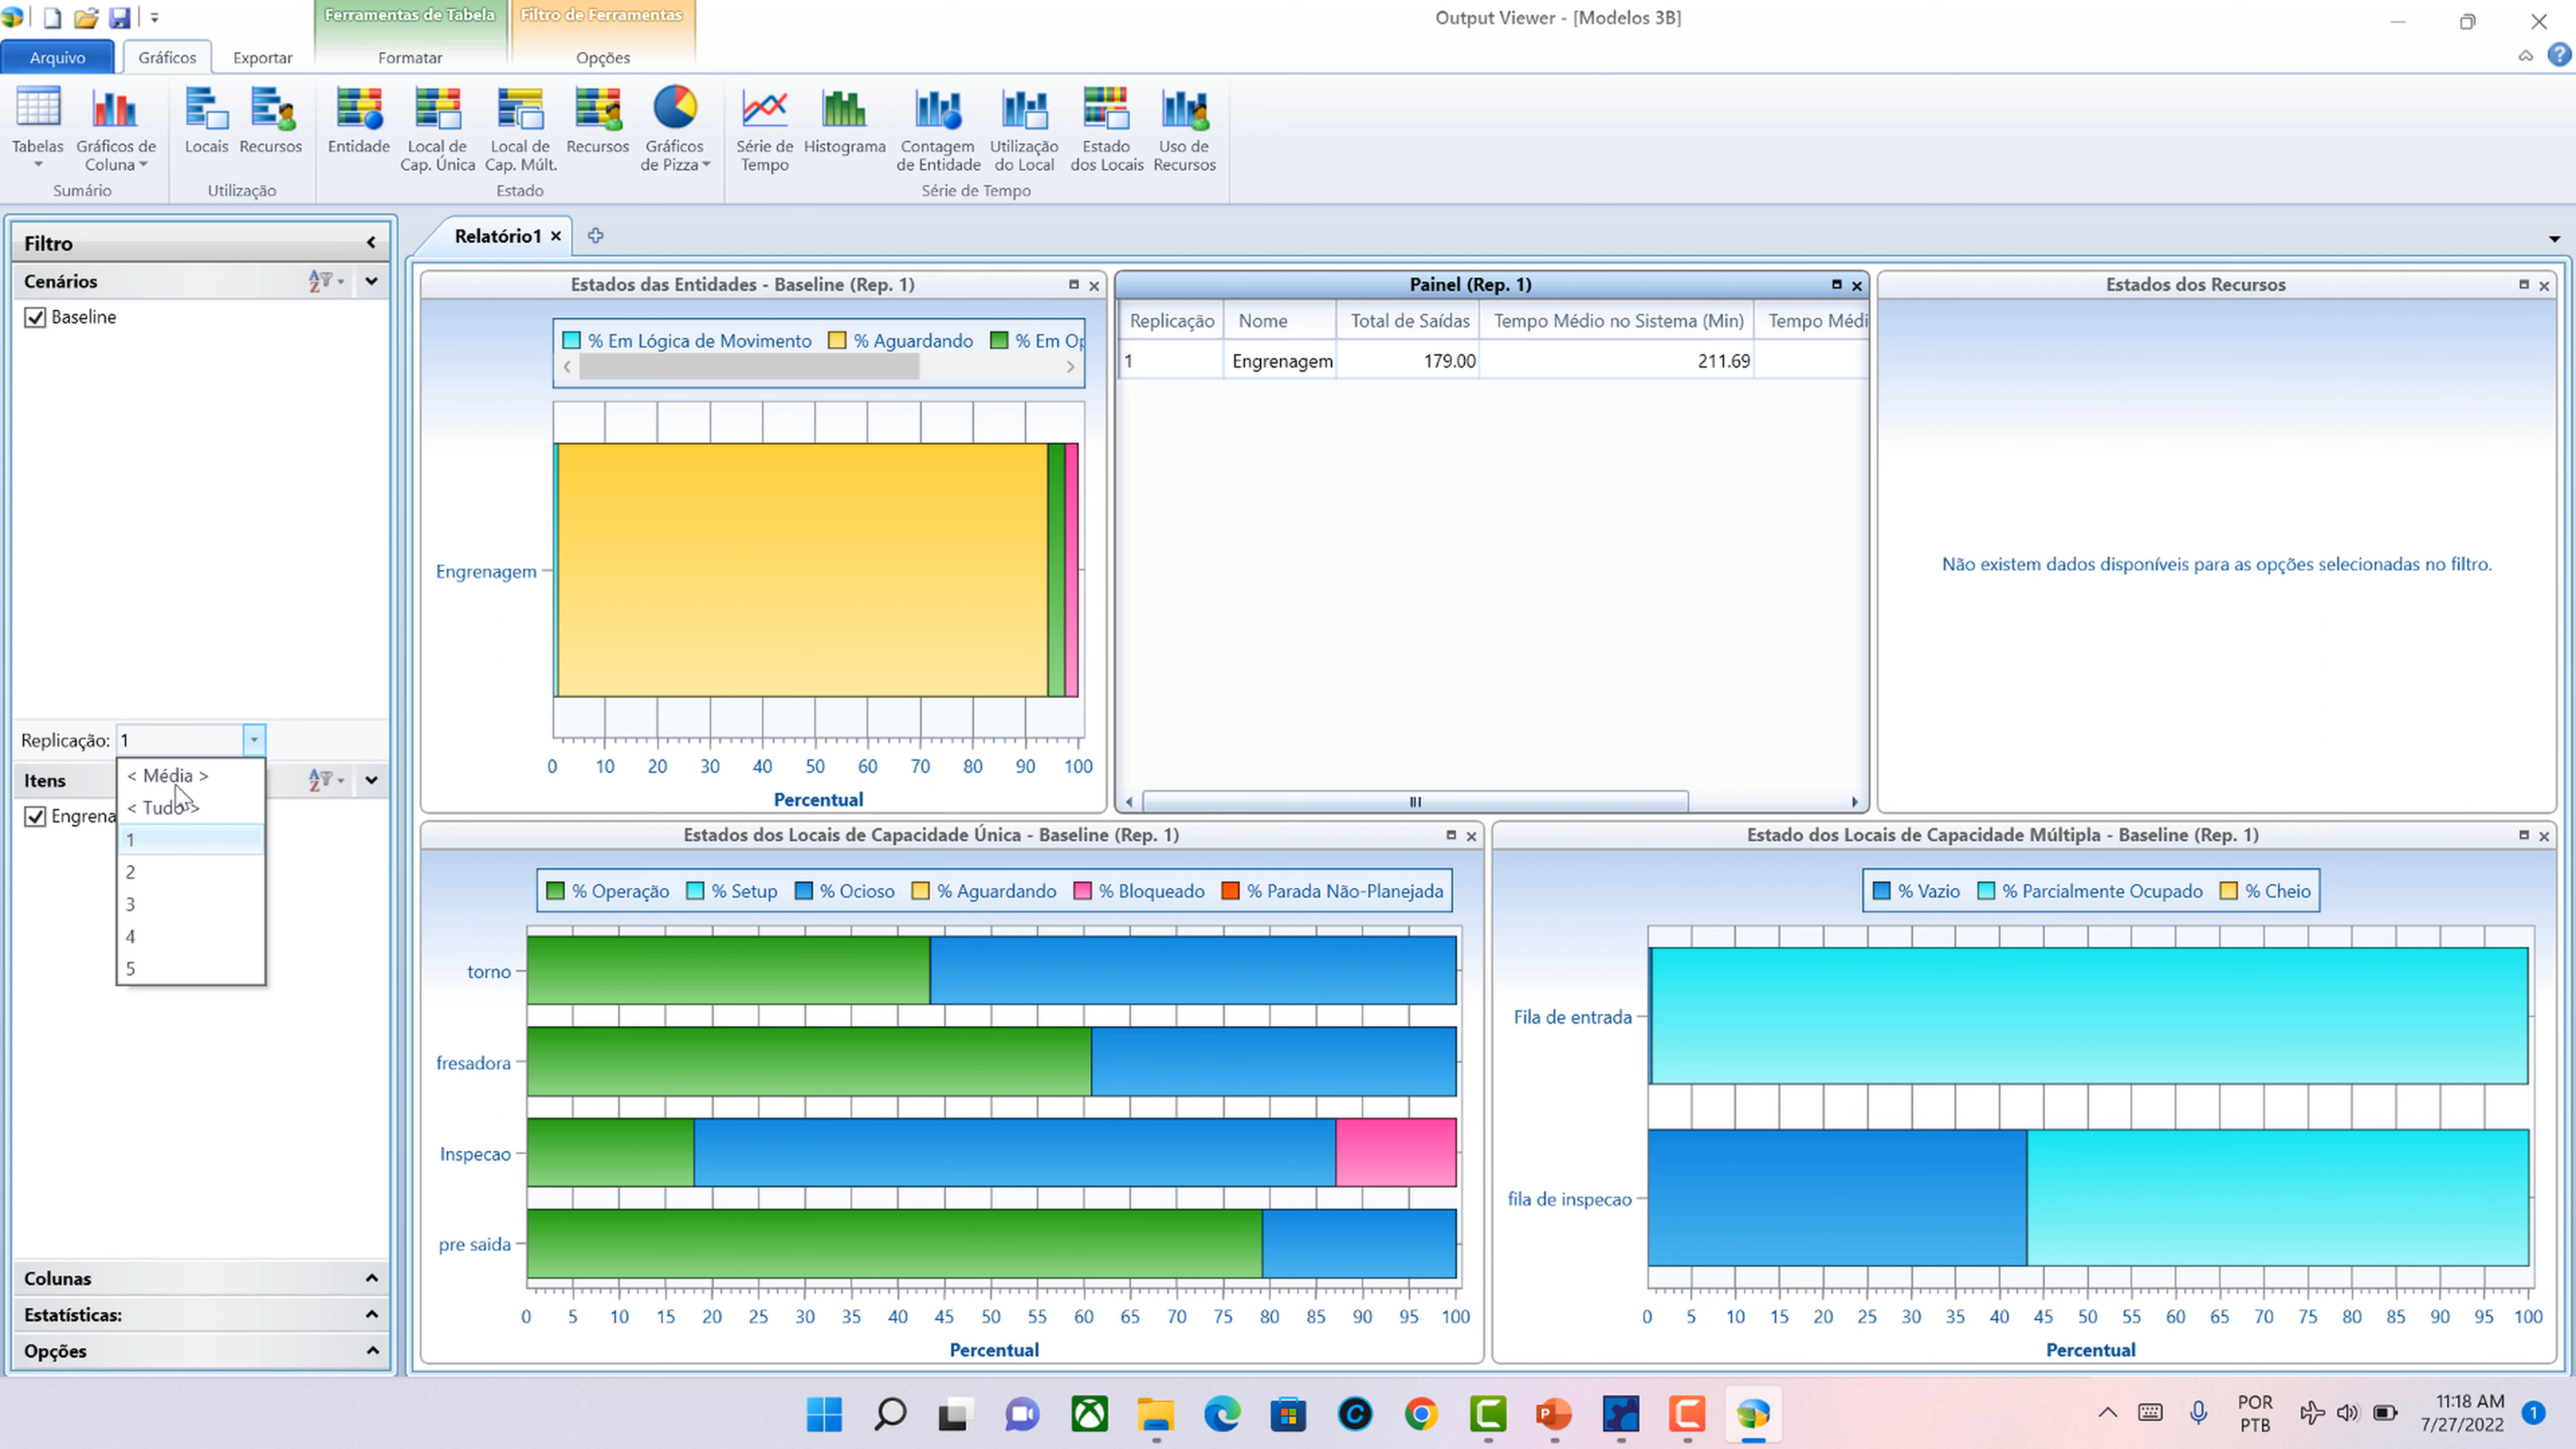 Ferramentas de Tabela
Filtro de Ferramentas
Output Viewer - [Modelos 3B]
Arquivo
Gráficos
Exportar
Formatar
Opções
Tabelas
Gráficos de Coluna
Locais
Recursos
Entidade
Local de Cap. Única
Local de Cap. Múlt.
Recursos
Gráficos de Pizza
Série de Tempo
Histograma
Contagem de Entidade
Utilização do Local
Estado dos Locais
Uso de Recursos
Sumário
Utilização
Estado
Série de Tempo
Filtro
Cenários
Baseline
Replicação: 1
< Média >
< Tudo >
1
2
3
4
5
Itens
Engrena
Colunas
Estatísticas:
Opções
Relatório1
Estados das Entidades - Baseline (Rep. 1)
% Em Lógica de Movimento % Aguardando % Em Op
Engrenagem
0 10 20 30 40 50 60 70 80 90 100
Percentual
Painel (Rep. 1)
Replicação Nome Total de Saídas Tempo Médio no Sistema (Min) Tempo Médi
1 Engrenagem 179.00 211.69
Estados dos Recursos
Não existem dados disponíveis para as opções selecionadas no filtro.
Estados dos Locais de Capacidade Única - Baseline (Rep. 1)
% Operação % Setup % Ocioso % Aguardando % Bloqueado % Parada Não-Planejada
torno
fresadora
Inspecao
pre saida
0 5 10 15 20 25 30 35 40 45 50 55 60 65 70 75 80 85 90 95 100
Percentual
Estado dos Locais de Capacidade Múltipla - Baseline (Rep. 1)
% Vazio % Parcialmente Ocupado % Cheio
Fila de entrada
fila de inspecao
0 5 10 15 20 25 30 35 40 45 50 55 60 65 70 75 80 85 90 95 100
Percentual
POR
PTB
11:18 AM
7/27/2022
1